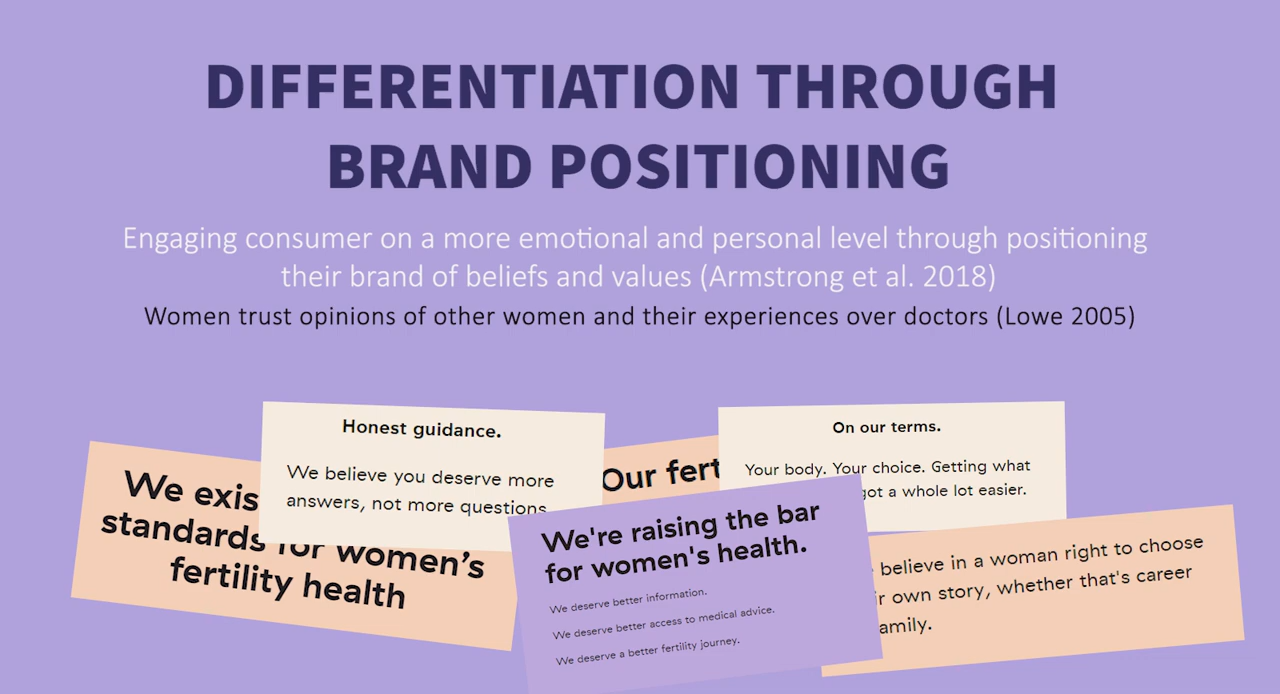 DIFFERENTIATION THROUGH
BRAND POSITIONING
Engaging consumer on a more emotional and personal level through positioning
their brand of beliefs and values (Armstrong et al. 2018)
Women trust opinions of other women and their experiences over doctors (Lowe 2005)
We exis
standards for women's
fertility health
Honest guidance.
We believe you deserve more
answers, not more questions
Our fert
On our terms.
Your body. Your choice. Getting what
got a whole lot easier.
We're raising the bar
for women's health.
We deserve better information.
We deserve better access to medical advice.
We deserve a better fertility journey.
believe in a woman right to choose
own story, whether that's career